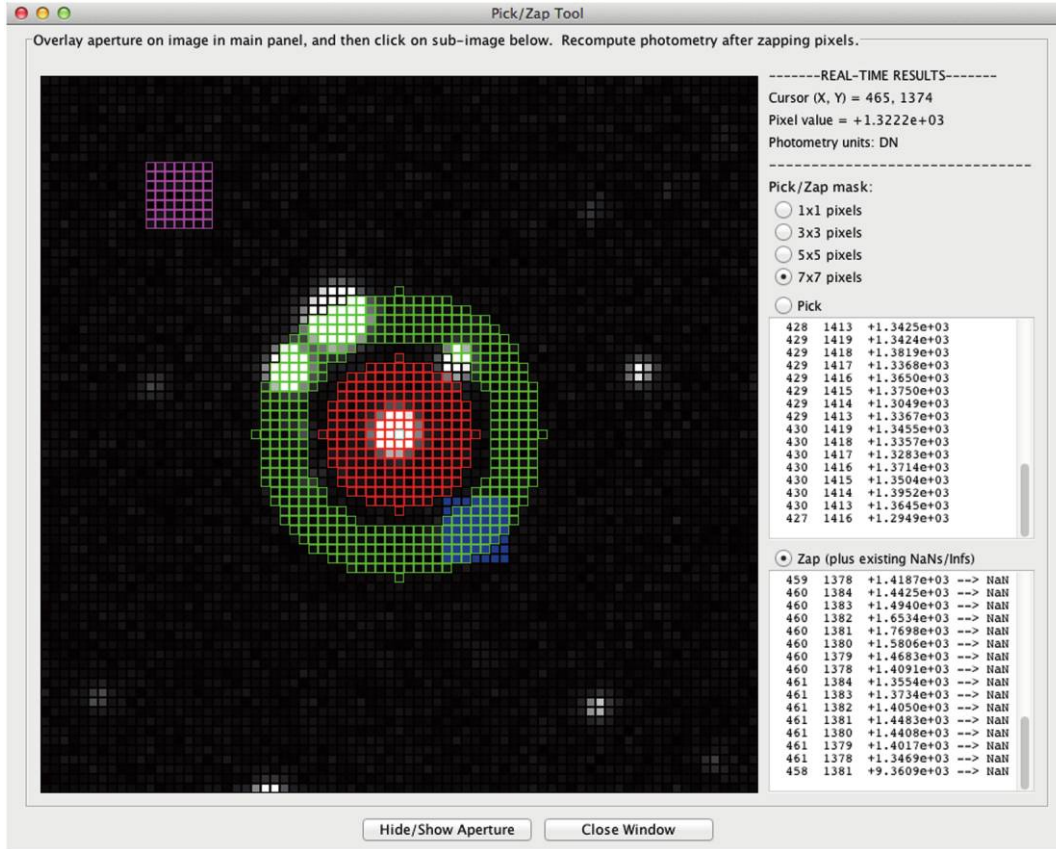 Pick/Zap Tool
Overlay aperture on image in main panel, and then click on sub-image below.  Recompute photometry after zapping pixels.
-------REAL-TIME RESULTS-------
Cursor (X, Y) = 465, 1374
Pixel value = +1.3222e+03
Photometry units: DN
-------------------------------
Pick/Zap mask:
1x1 pixels
3x3 pixels
5x5 pixels
7x7 pixels
Pick
428 1413 +1.3425e+03
429 1419 +1.3424e+03
429 1418 +1.3819e+03
429 1417 +1.3368e+03
429 1416 +1.3650e+03
429 1415 +1.3750e+03
429 1414 +1.3049e+03
429 1413 +1.3367e+03
430 1419 +1.3455e+03
430 1418 +1.3357e+03
430 1417 +1.3283e+03
430 1416 +1.3714e+03
430 1415 +1.3504e+03
430 1414 +1.3952e+03
430 1413 +1.3645e+03
427 1416 +1.2949e+03
Zap (plus existing NaNs/Infs)
459 1378 +1.4187e+03 --> NaN
460 1384 +1.4425e+03 --> NaN
460 1383 +1.4940e+03 --> NaN
460 1382 +1.6534e+03 --> NaN
460 1381 +1.7698e+03 --> NaN
460 1380 +1.5806e+03 --> NaN
460 1379 +1.4683e+03 --> NaN
460 1378 +1.4091e+03 --> NaN
461 1384 +1.3554e+03 --> NaN
461 1383 +1.3734e+03 --> NaN
461 1382 +1.4050e+03 --> NaN
461 1381 +1.4483e+03 --> NaN
461 1380 +1.4408e+03 --> NaN
461 1379 +1.4017e+03 --> NaN
461 1378 +1.3469e+03 --> NaN
458 1381 +9.3609e+03 --> NaN
Hide/Show Aperture
Close Window